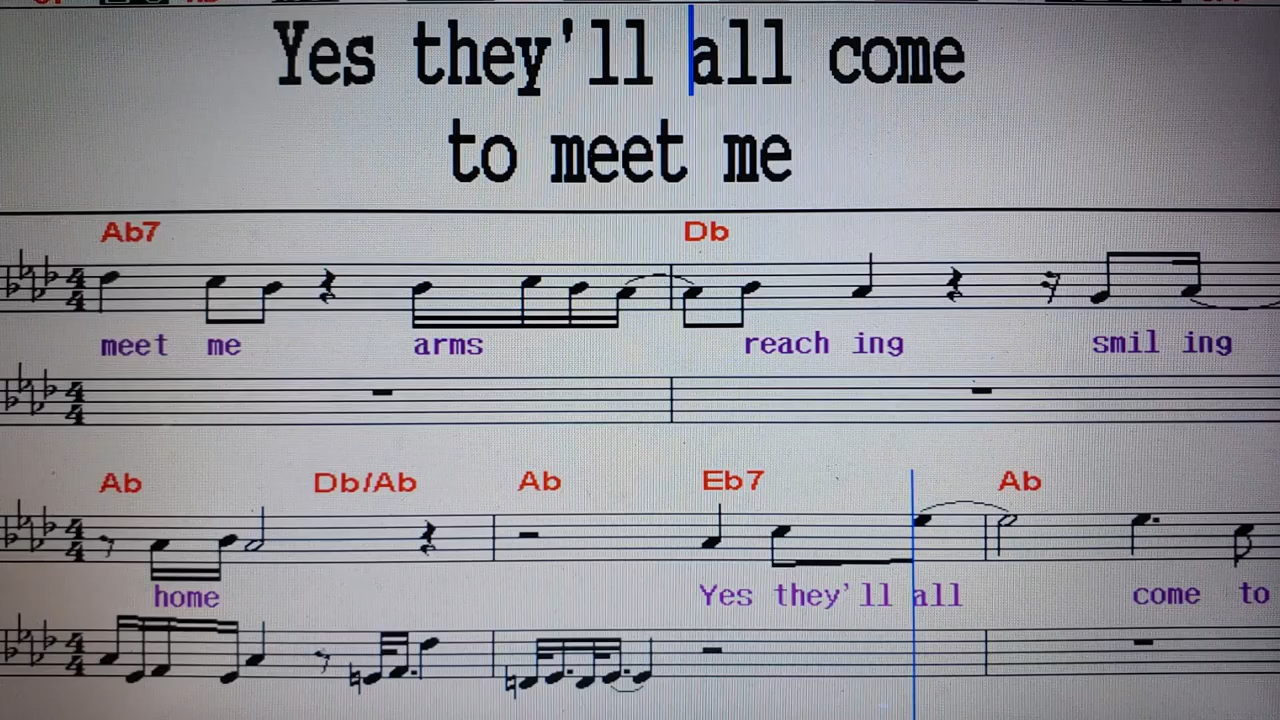 Yes they'll all come
to meet me
Ab7 Db
meet me arms reach ing smil ing
Ab Db/Ab Ab Eb7 Ab
home Yes they'll all come to